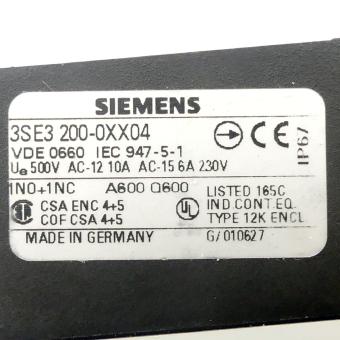 SIEMENS
3SE3 200-0XX04
VDE 0660 IEC 947-5-1
Ue 500V AC-12 10A AC-15 6A 230V
IP67
1NO+1NC A600 Q600
CSA ENC 4+5
COF CSA 4+5
LISTED 165C
IND.CONT.EQ.
TYPE 12K ENCL
MADE IN GERMANY G/010627